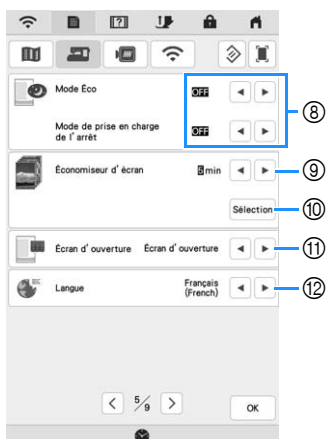 Mode Éco
OFF
⑧
Mode de prise en charge
de l'arrêt
OFF
Économiseur d'écran
5 min
⑨
Sélection
⑩
Écran d'ouverture
Écran d'ouverture
⑪
Langue
Français
(French)
⑫
5/9
OK